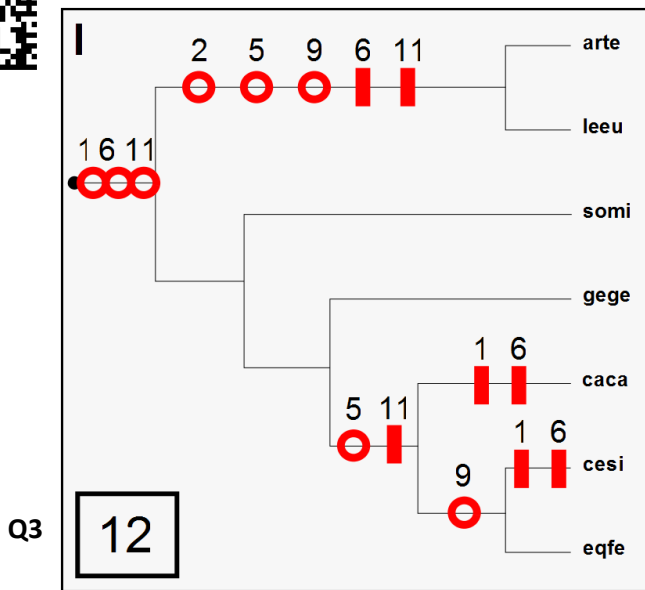 I
2 5 9 6 11
arte
leeu
1 6 11
somi
gege
1 6
caca
5 11
1 6
cesi
9
eqfe
Q3
12